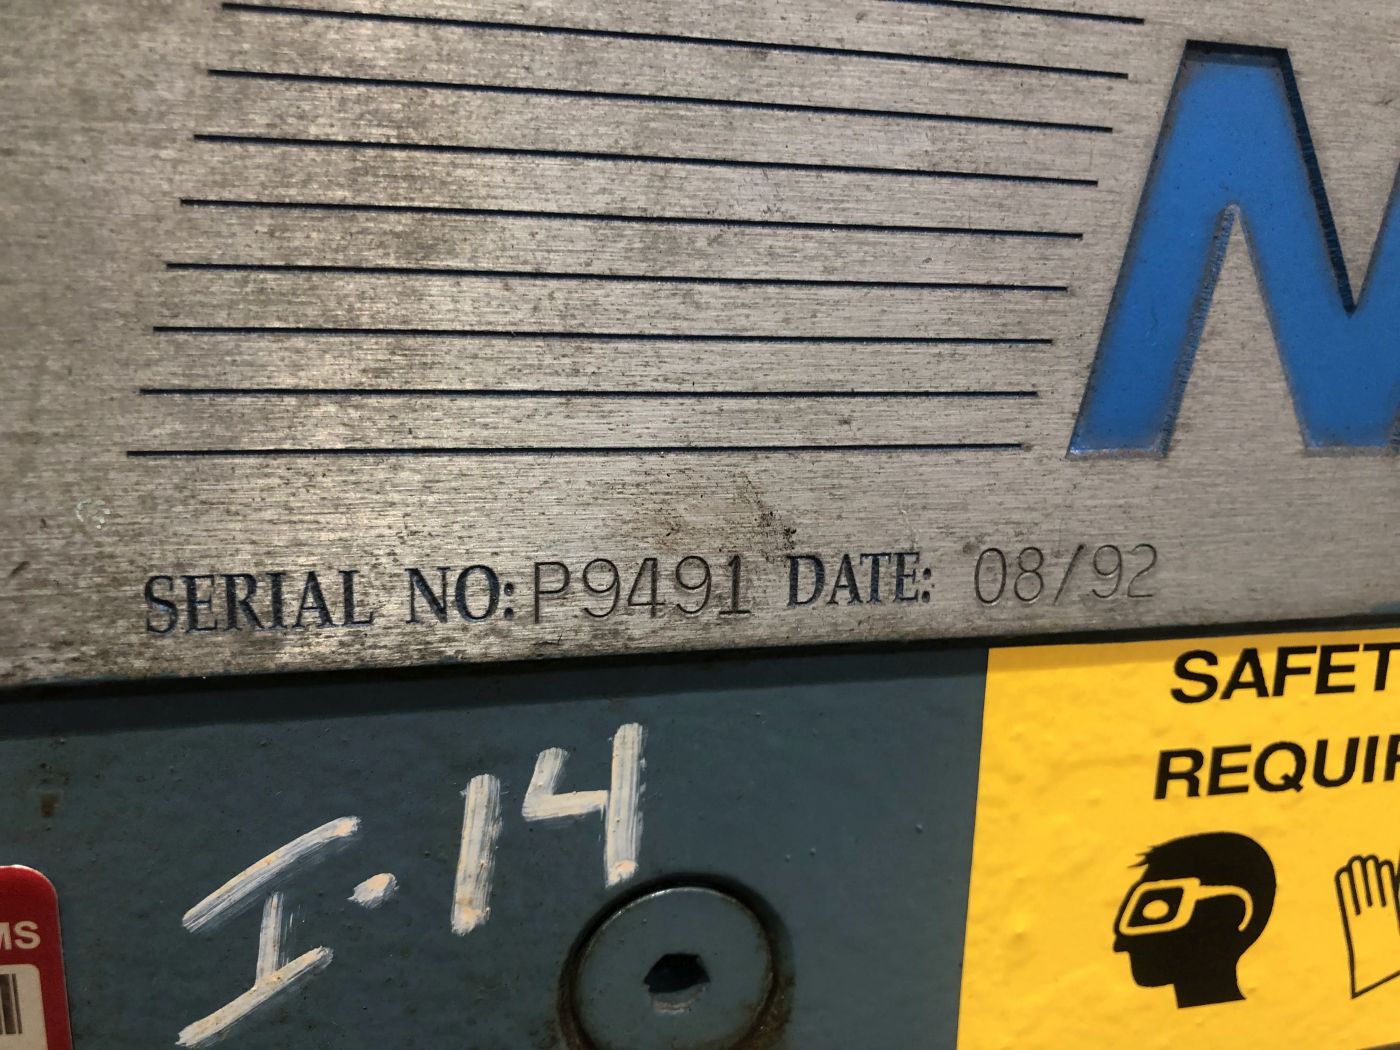 SERIAL NO: P9491 DATE: 08/92
SAFET
REQUIR
I.14
MS